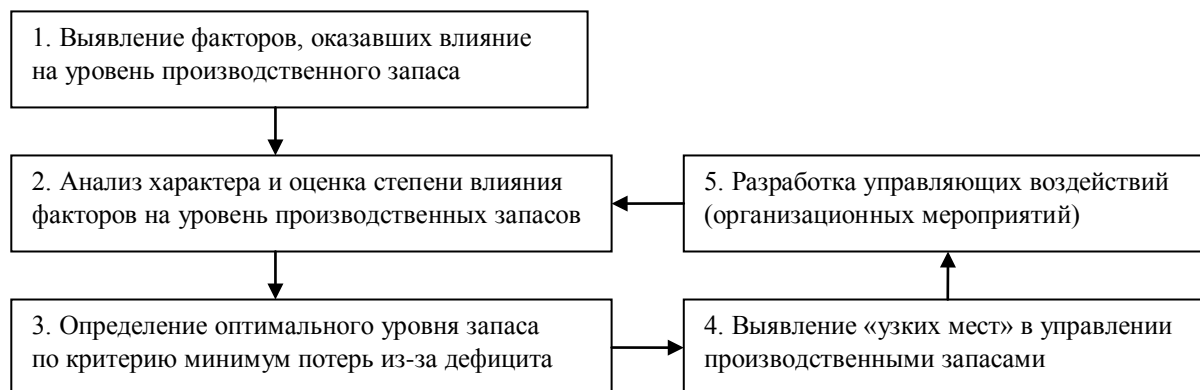 1. Выявление факторов, оказавших влияние
на уровень производственного запаса
2. Анализ характера и оценка степени влияния
факторов на уровень производственных запасов
5. Разработка управляющих воздействий
(организационных мероприятий)
3. Определение оптимального уровня запаса
по критерию минимум потерь из-за дефицита
4. Выявление «узких мест» в управлении
производственными запасами